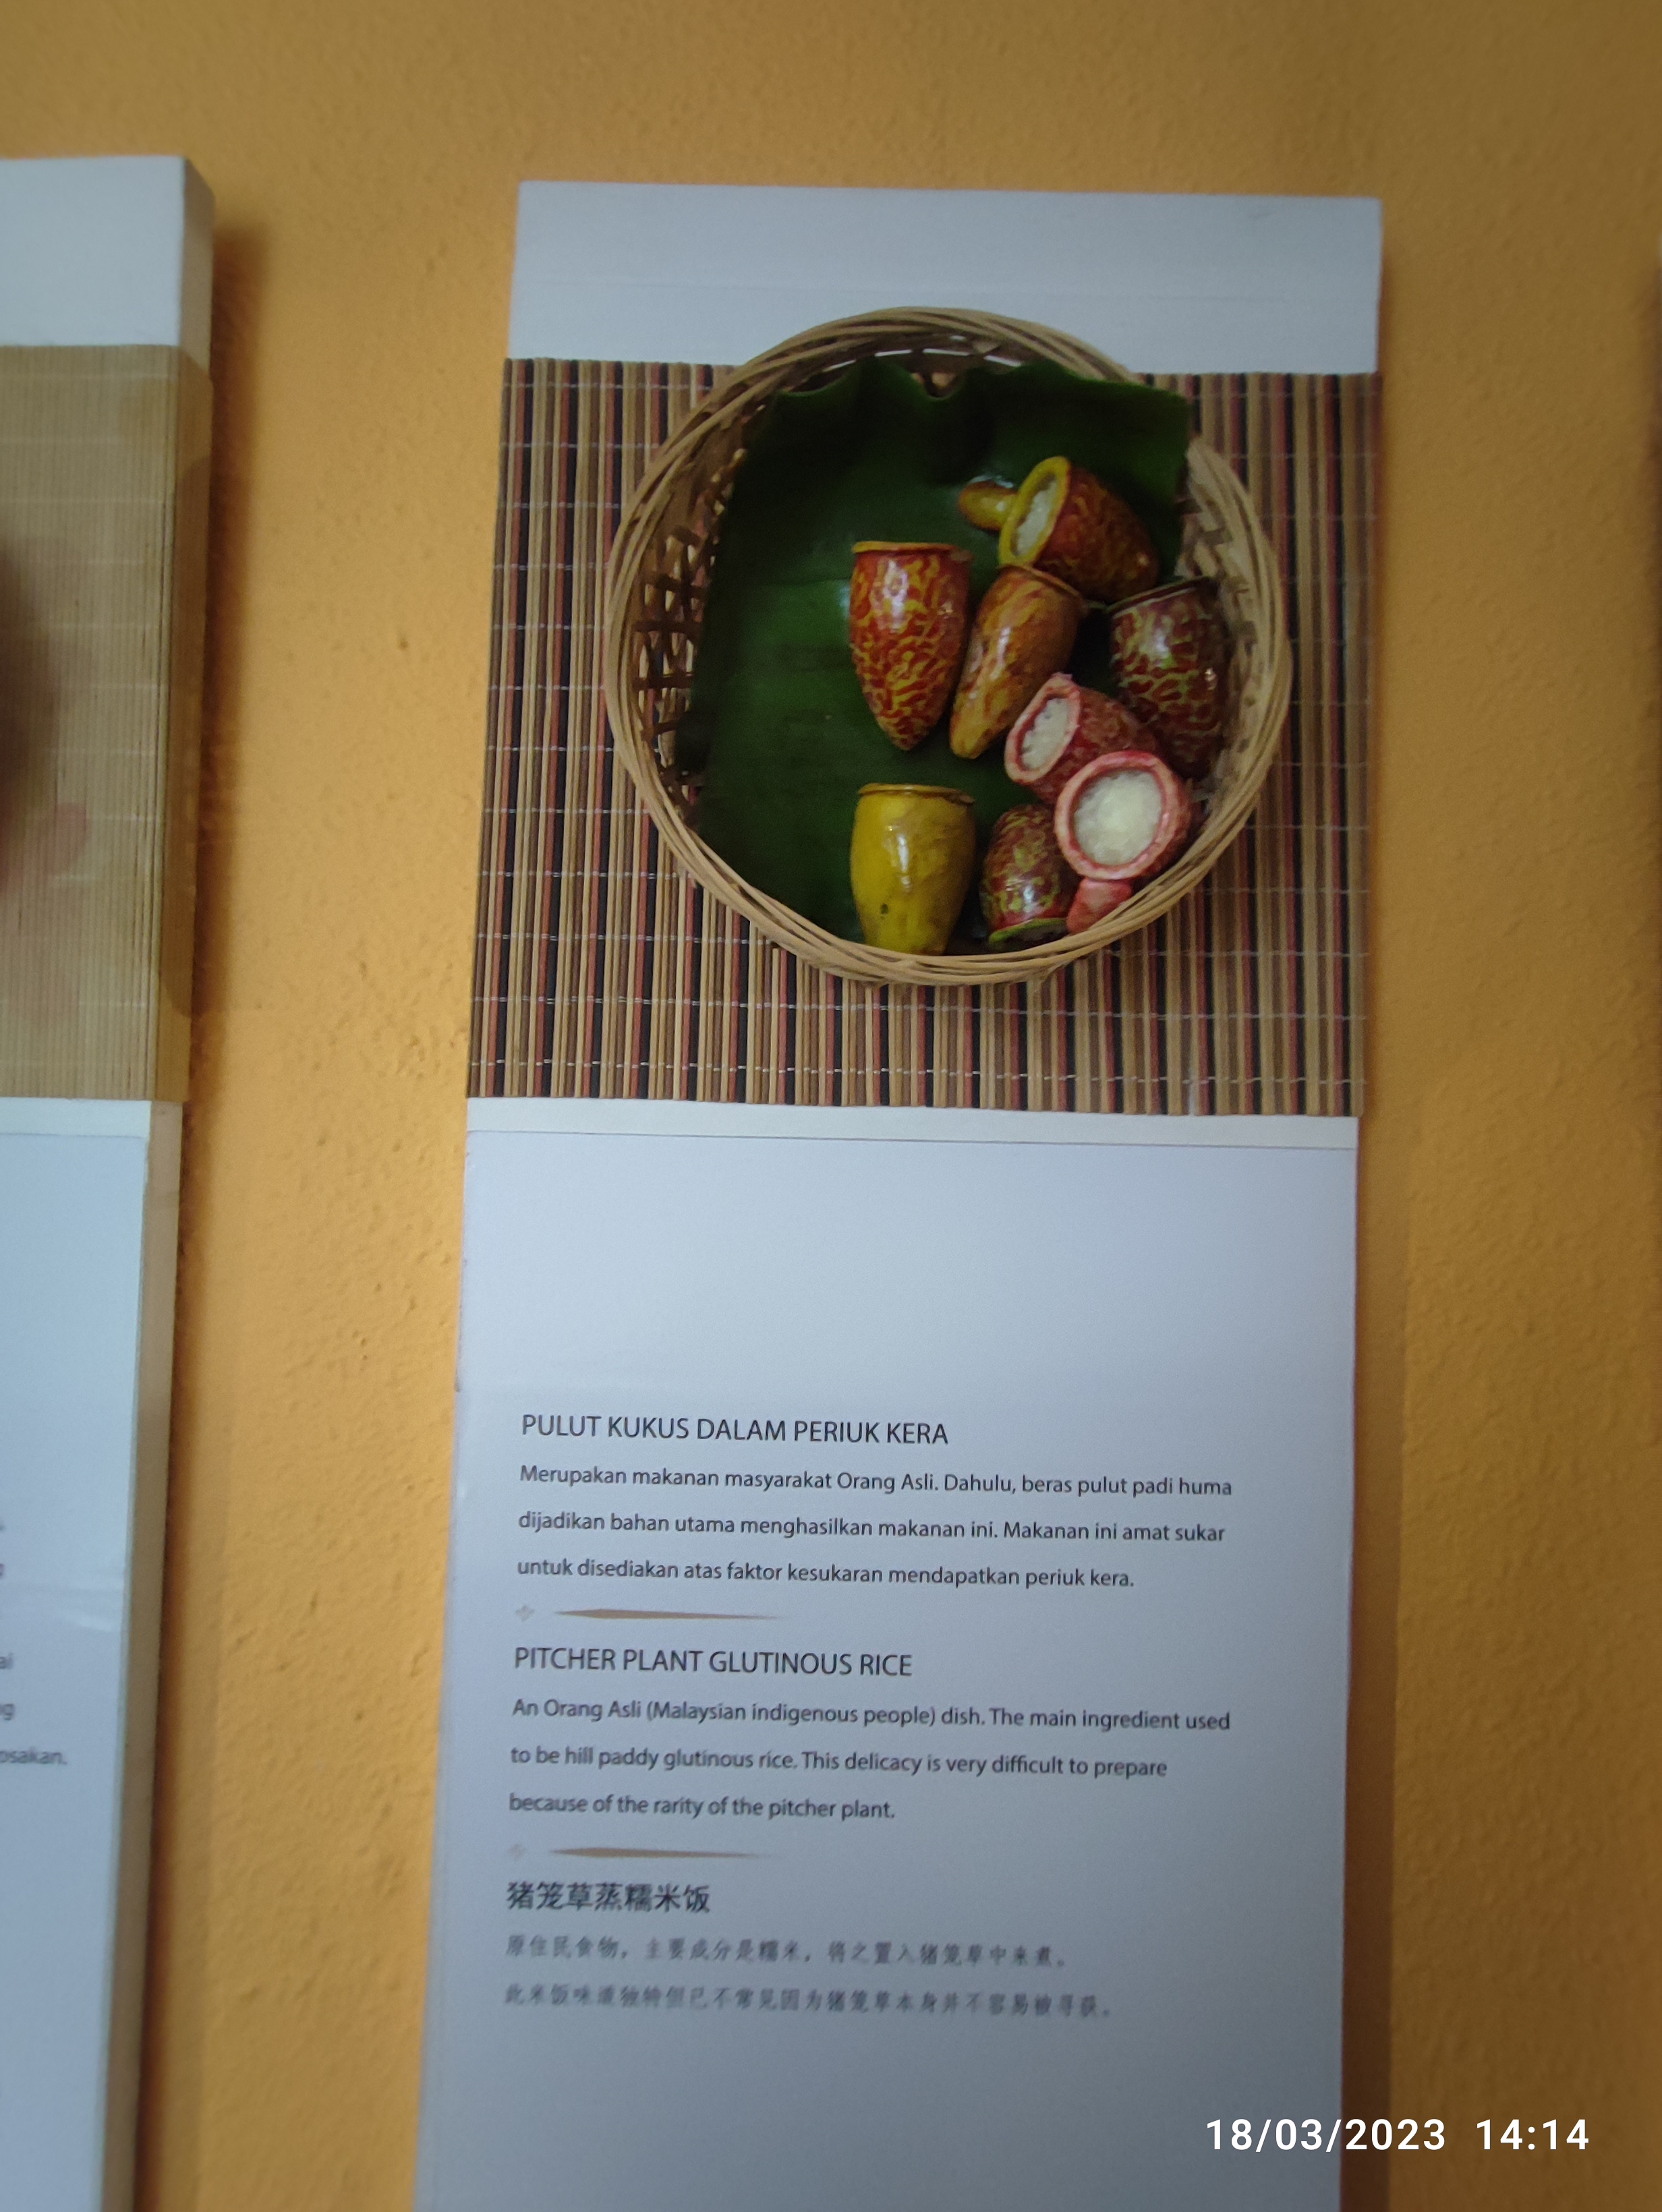 PULUT KUKUS DALAM PERIUK KERA
Merupakan makanan masyarakat Orang Asli. Dahulu, beras pulut padi huma
dijadikan bahan utama menghasilkan makanan ini. Makanan ini amat sukar
untuk disediakan atas faktor kesukaran mendapatkan periuk kera.
PITCHER PLANT GLUTINOUS RICE
An Orang Asli (Malaysian indigenous people) dish. The main ingredient used
to be hill paddy glutinous rice. This delicacy is very difficult to prepare
because of the rarity of the pitcher plant.
猪笼草蒸糯米饭
原住民食物，主要成分是糯米，将之置入猪笼草中来煮。
此米饭味道独特但已不常见因为猪笼草本身并不容易被寻获。
18/03/2023 14:14